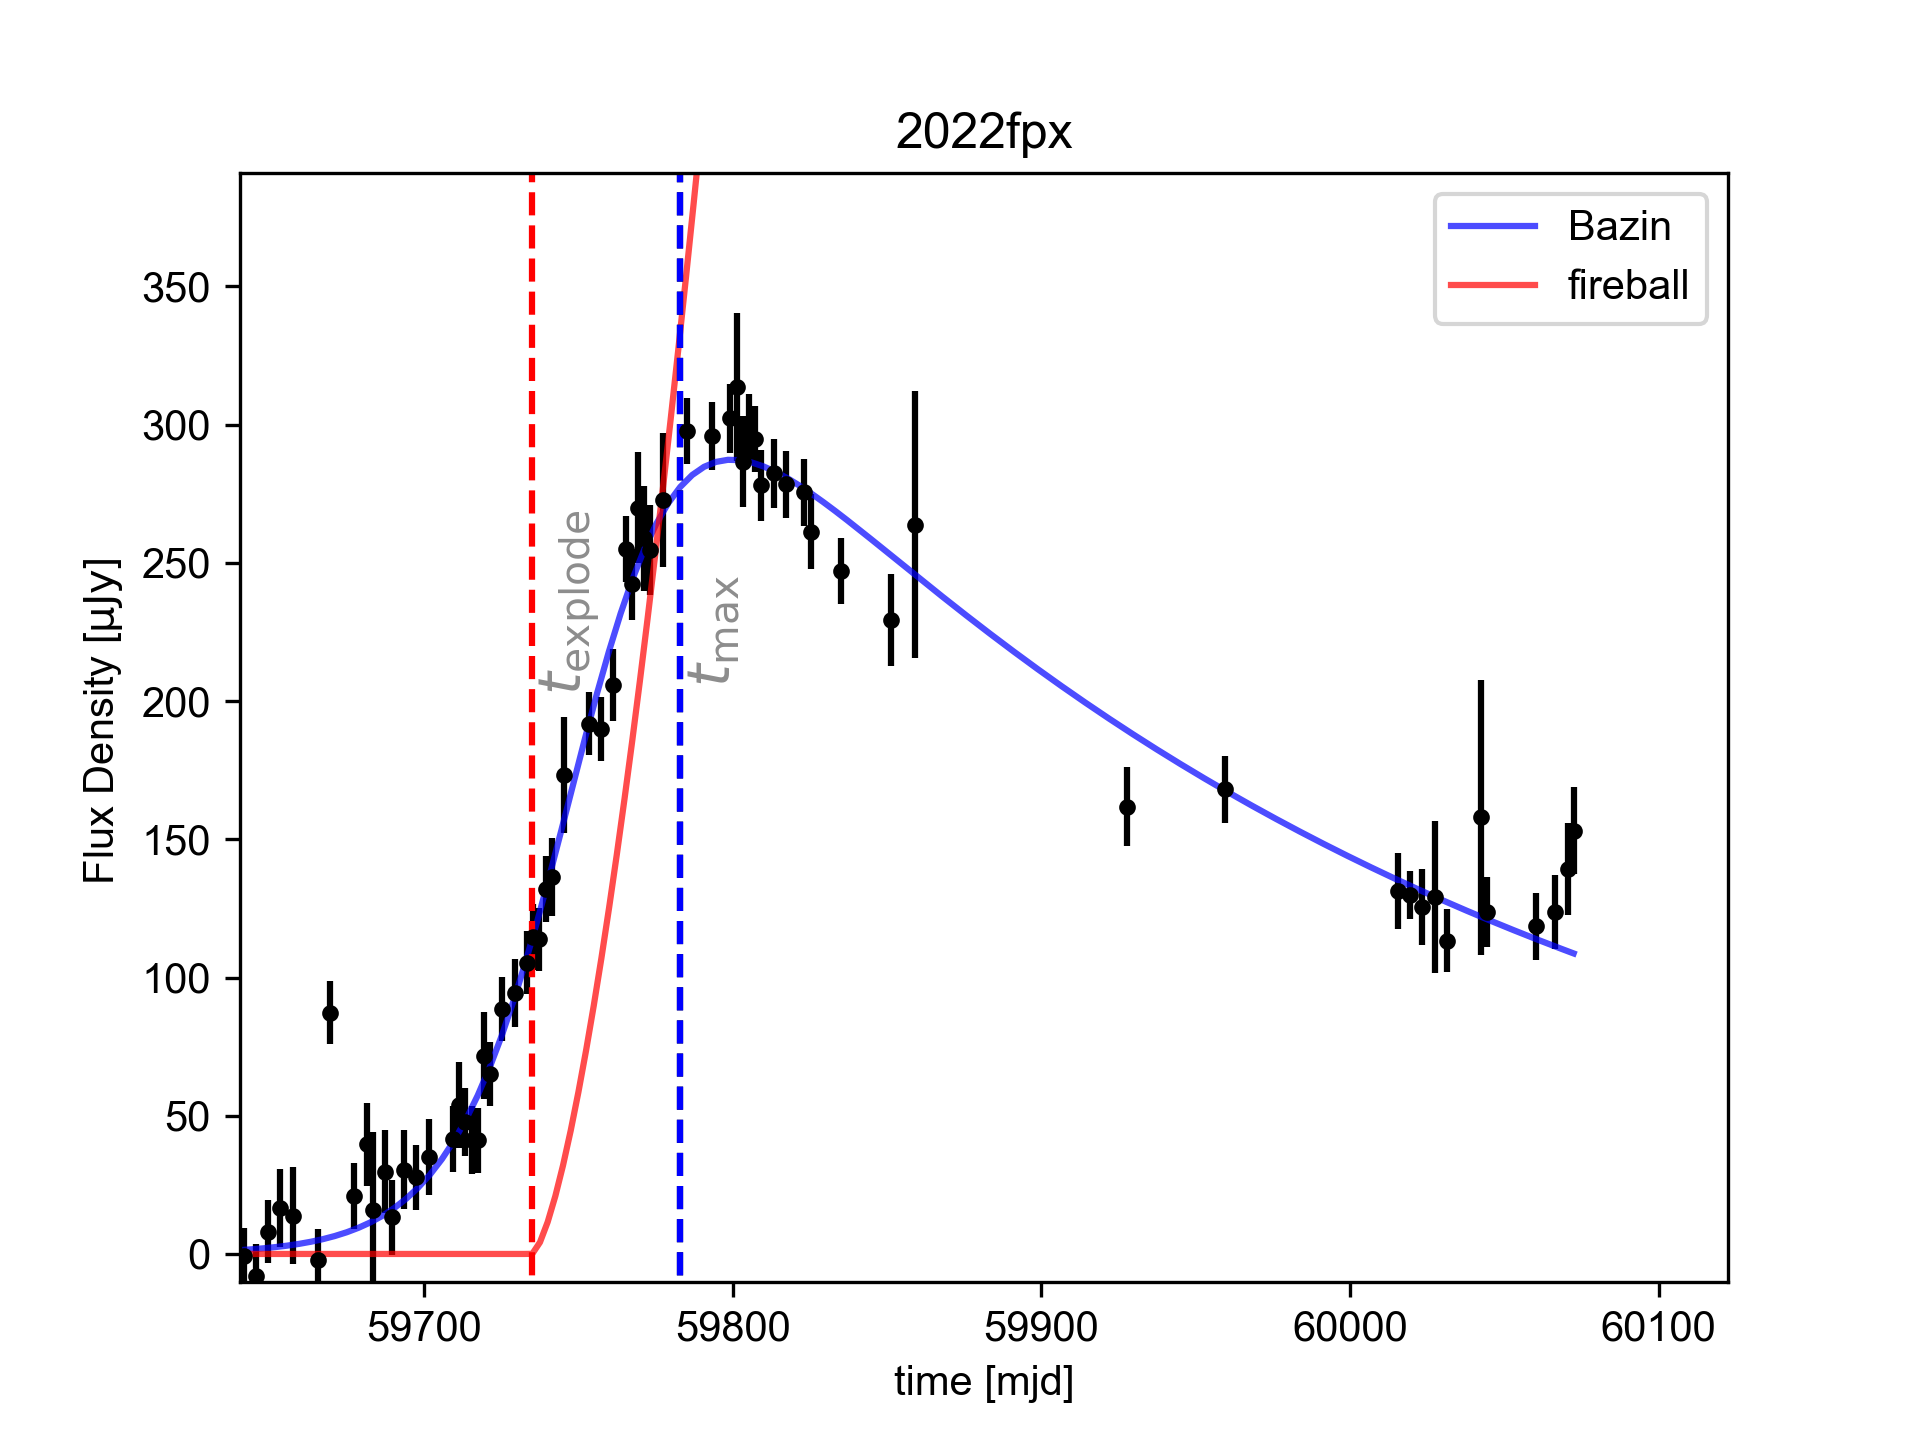 2022fpx
Bazin
fireball
350
300
250
200
150
100
50
0
Flux Density [µJy]
t_explode
t_max
59700
59800
59900
60000
60100
time [mjd]